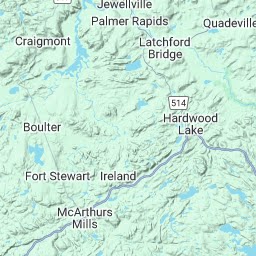 Jewellville
Palmer Rapids
Quadeville
Craigmont
Latchford
Bridge
514
Boulter
Hardwood
Lake
Fort Stewart
Ireland
McArthurs
Mills